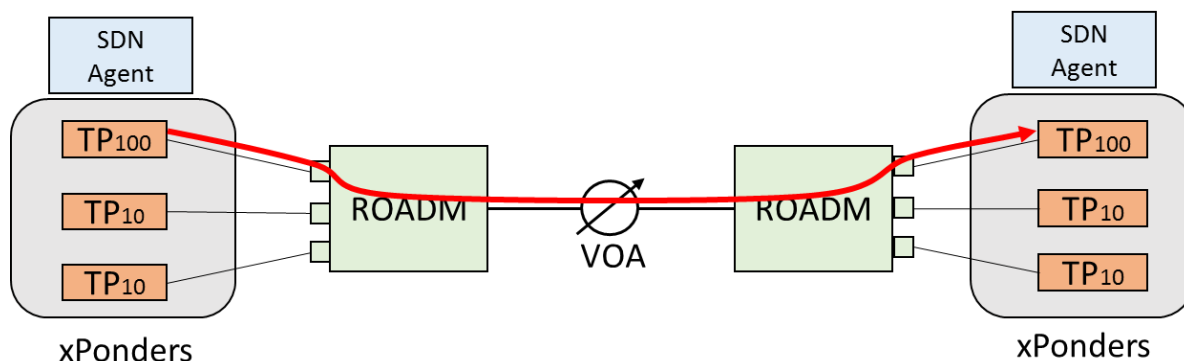 SDN
Agent
TP100
TP10
TP10
xPonders
ROADM
VOA
ROADM
SDN
Agent
TP100
TP10
TP10
xPonders